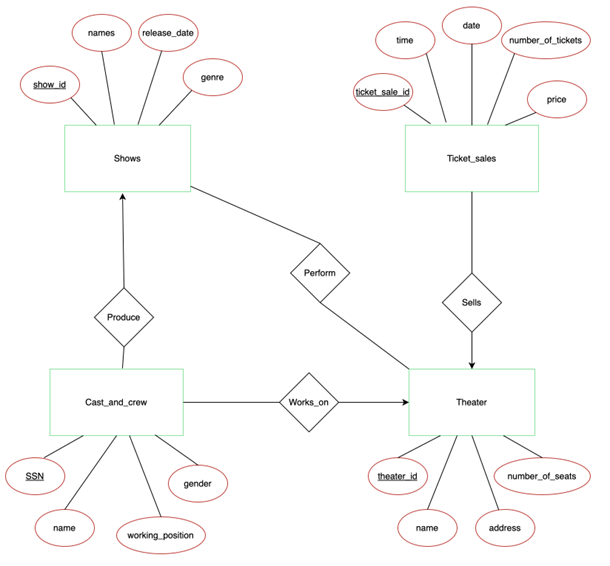 names
release_date
show_id
genre
Shows
time
date
number_of_tickets
ticket_sale_id
price
Ticket_sales
Perform
Produce
Sells
Cast_and_crew
Works_on
Theater
SSN
gender
name
working_position
theater_id
number_of_seats
name
address